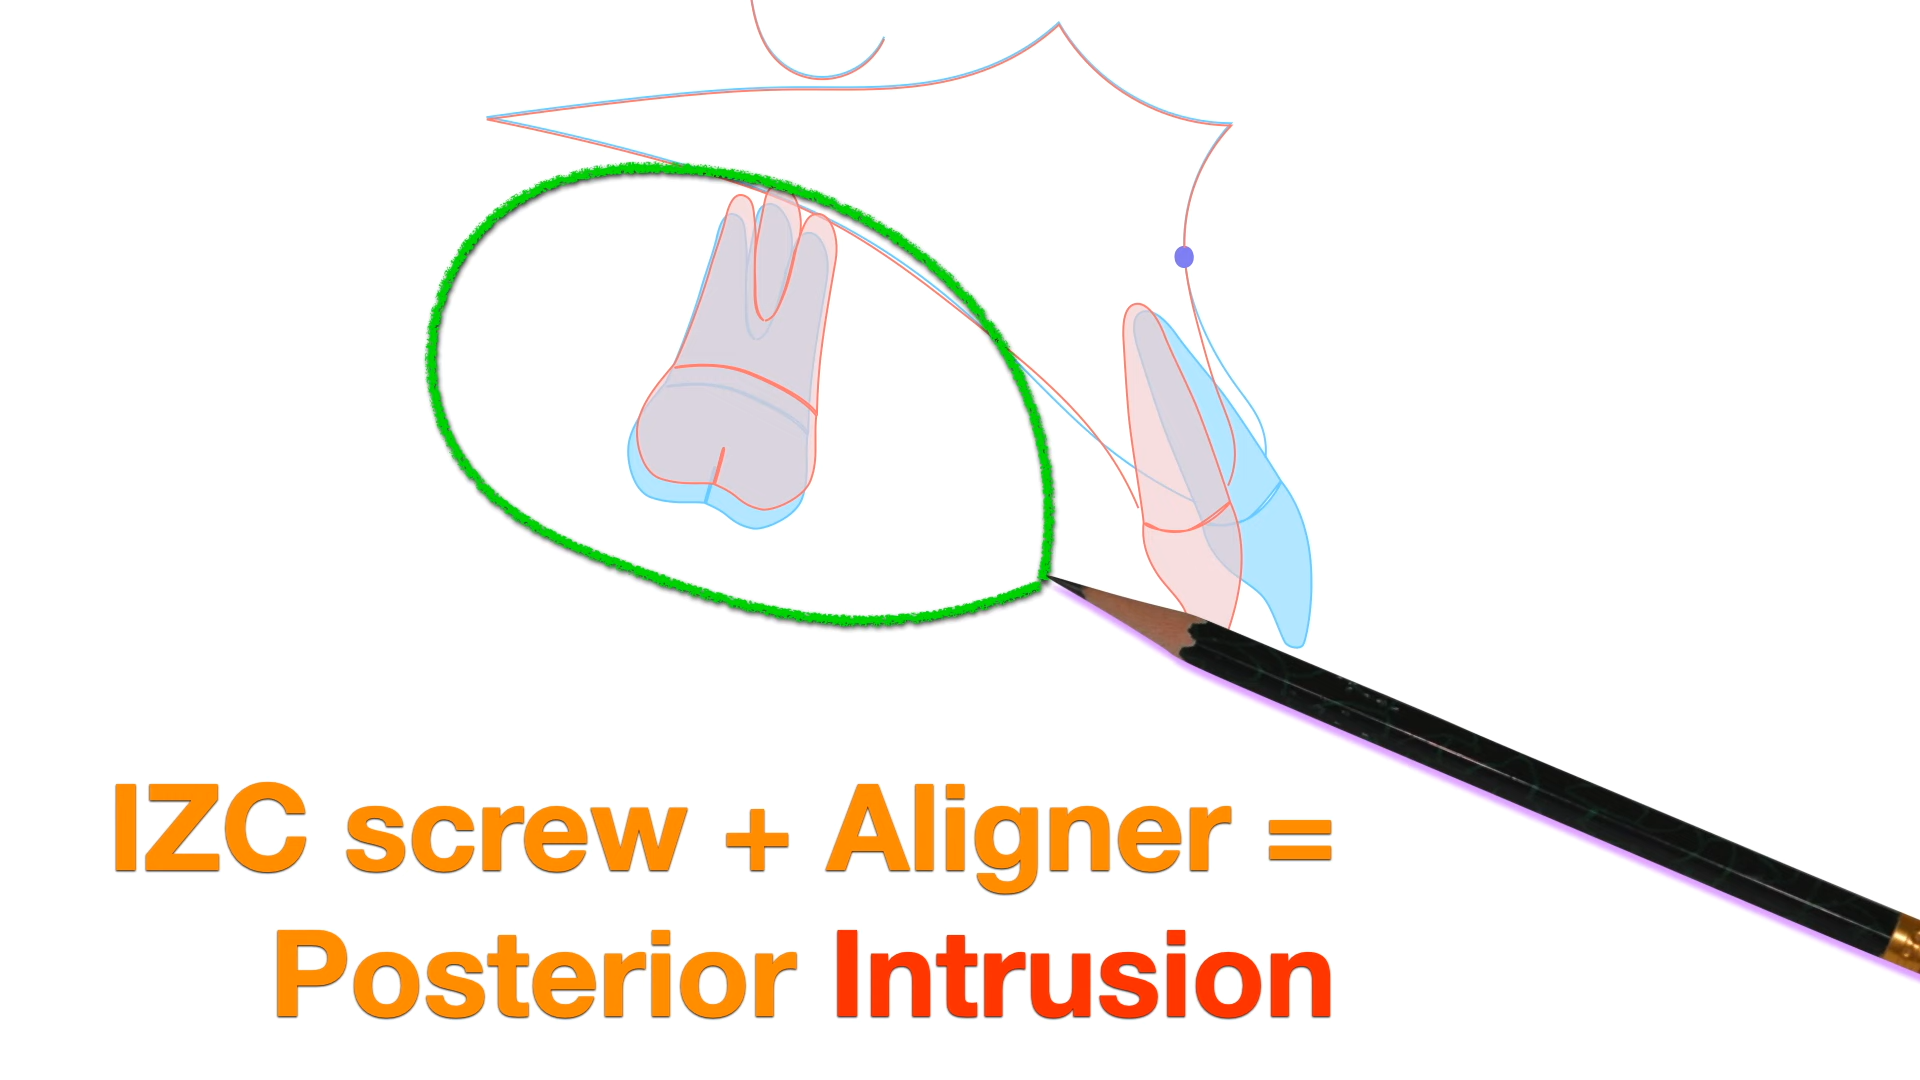 IZC screw + Aligner =
Posterior Intrusion